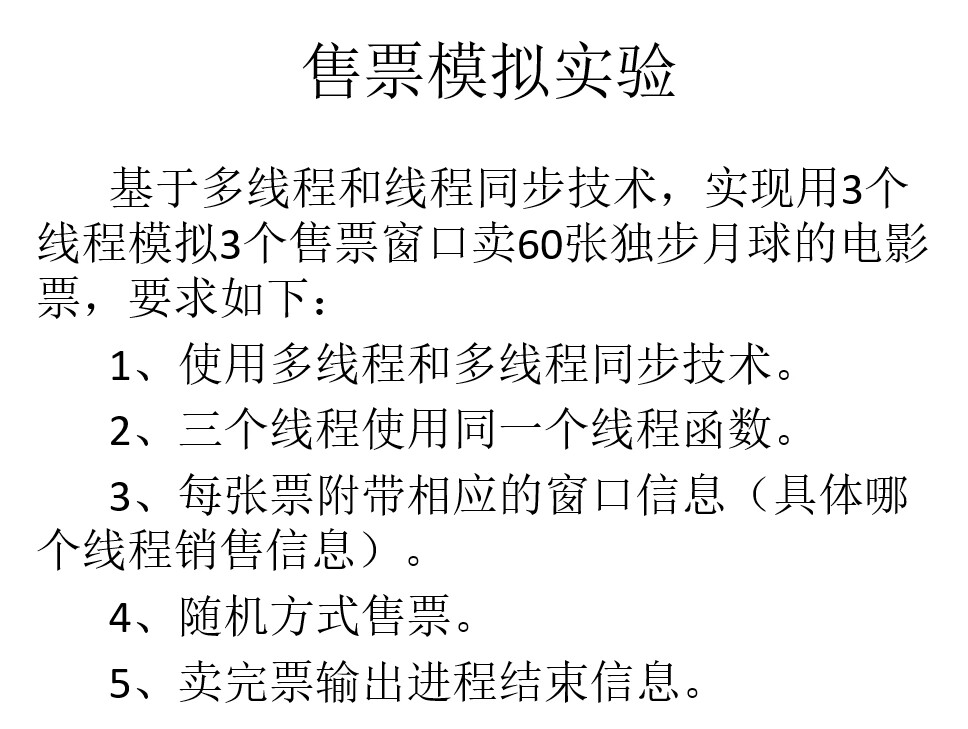 售票模拟实验
基于多线程和线程同步技术，实现用3个
线程模拟3个售票窗口卖60张独步月球的电影
票，要求如下：
1、使用多线程和多线程同步技术。
2、三个线程使用同一个线程函数。
3、每张票附带相应的窗口信息（具体哪
个线程销售信息）。
4、随机方式售票。
5、卖完票输出进程结束信息。